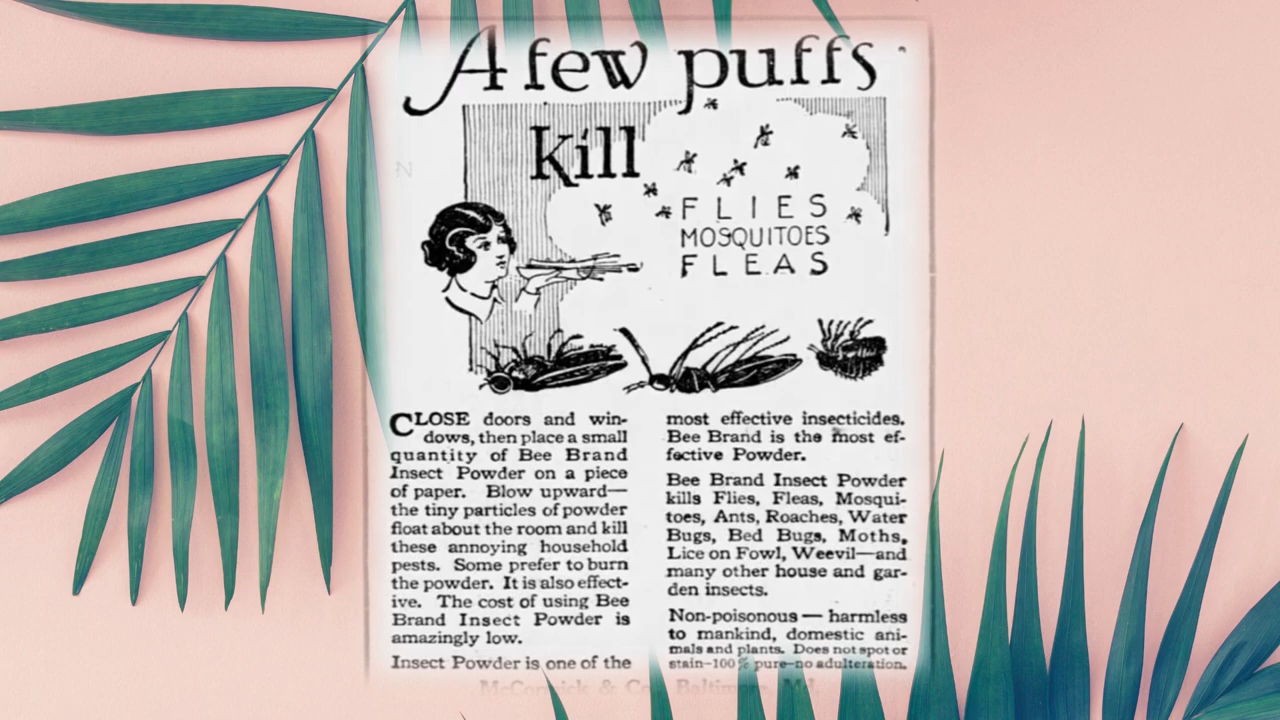 A few puffs
Kill
FLIES
MOSQUITOES
FLEAS
CLOSE doors and win-
dows, then place a small
quantity of Bee Brand
Insect Powder on a piece
of paper. Blow upward—
the tiny particles of powder
float about the room and kill
these annoying household
pests. Some prefer to burn
the powder. It is also effect-
ive. The cost of using Bee
Brand Insect Powder is
amazingly low.
Insect Powder is one of the
most effective insecticides.
Bee Brand is the most ef-
fective Powder.
Bee Brand Insect Powder
kills Flies, Fleas, Mosqui-
toes, Ants, Roaches, Water
Bugs, Bed Bugs, Moths,
Lice on Fowl, Weevil—and
many other house and gar-
den insects.
Non-poisonous — harmless
to mankind, domestic ani-
mals and plants. Does not spot or
stain—100% pure—no adulteration.
McCormick & Co., Baltimore, Md.